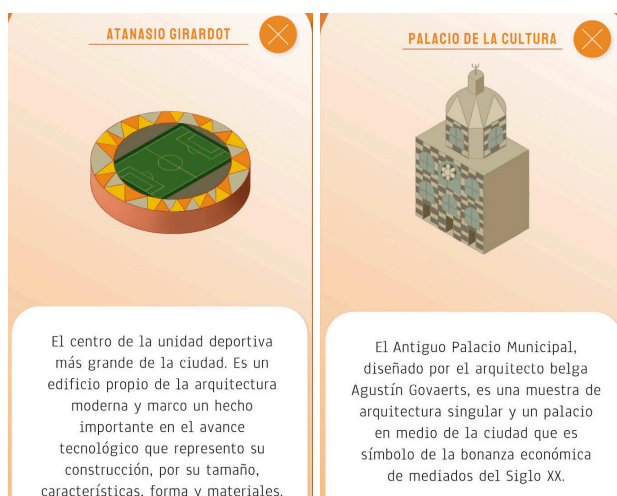 ATANASIO GIRARDOT
El centro de la unidad deportiva
más grande de la ciudad. Es un
edificio propio de la arquitectura
moderna y marco un hecho
importante en el avance
tecnológico que represento su
construcción, por su tamaño,
características, forma y materiales.
PALACIO DE LA CULTURA
El Antiguo Palacio Municipal,
diseñado por el arquitecto belga
Agustín Govaerts, es una muestra de
arquitectura singular y un palacio
en medio de la ciudad que es
símbolo de la bonanza económica
de mediados del Siglo XX.